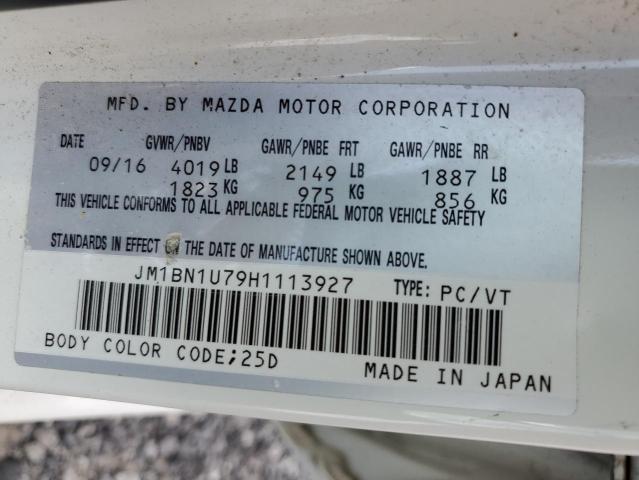 MFD. BY MAZDA MOTOR CORPORATION
DATE GVWR/PNBV GAWR/PNBE FRT GAWR/PNBE RR
09/16 4019 LB 2149 LB 1887 LB
1823 KG 975 KG 856 KG
THIS VEHICLE CONFORMS TO ALL APPLICABLE FEDERAL MOTOR VEHICLE SAFETY
STANDARDS IN EFFECT ON THE DATE OF MANUFACTURE SHOWN ABOVE.
JM1BN1U79H1113927 TYPE: PC/VT
BODY COLOR CODE;25D
MADE IN JAPAN